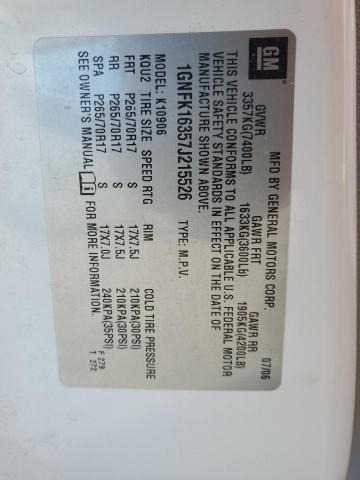 GM
MFD BY GENERAL MOTORS CORP 07/06
GVWR GAWR FRT GAWR RR
3357KG(7400LB) 1633KG(3600LB) 1905KG(4200LB)
THIS VEHICLE CONFORMS TO ALL APPLICABLE U.S. FEDERAL MOTOR
VEHICLE SAFETY STANDARDS IN EFFECT ON THE DATE OF
MANUFACTURE SHOWN ABOVE.
1GNFK16357J215526 TYPE: M.P.V.
MODEL: K10906
KQU2 TIRE SIZE SPEED RTG RIM COLD TIRE PRESSURE
FRT P265/70R17 S 17X7.5J 210KPA(30PSI)
RR P265/70R17 S 17X7.5J 210KPA(30PSI)
SPA P265/70R17 S 17X7.0J 240KPA(35PSI)
SEE OWNER'S MANUAL i FOR MORE INFORMATION.
F 279
T 272